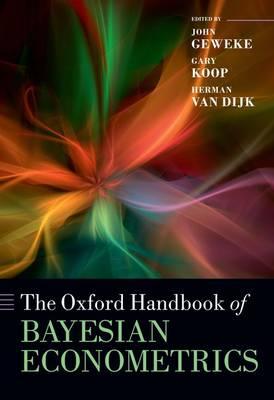 EDITED BY
JOHN
GEWEKE
GARY
KOOP
HERMAN
VAN DIJK
The Oxford Handbook of
BAYESIAN
ECONOMETRICS